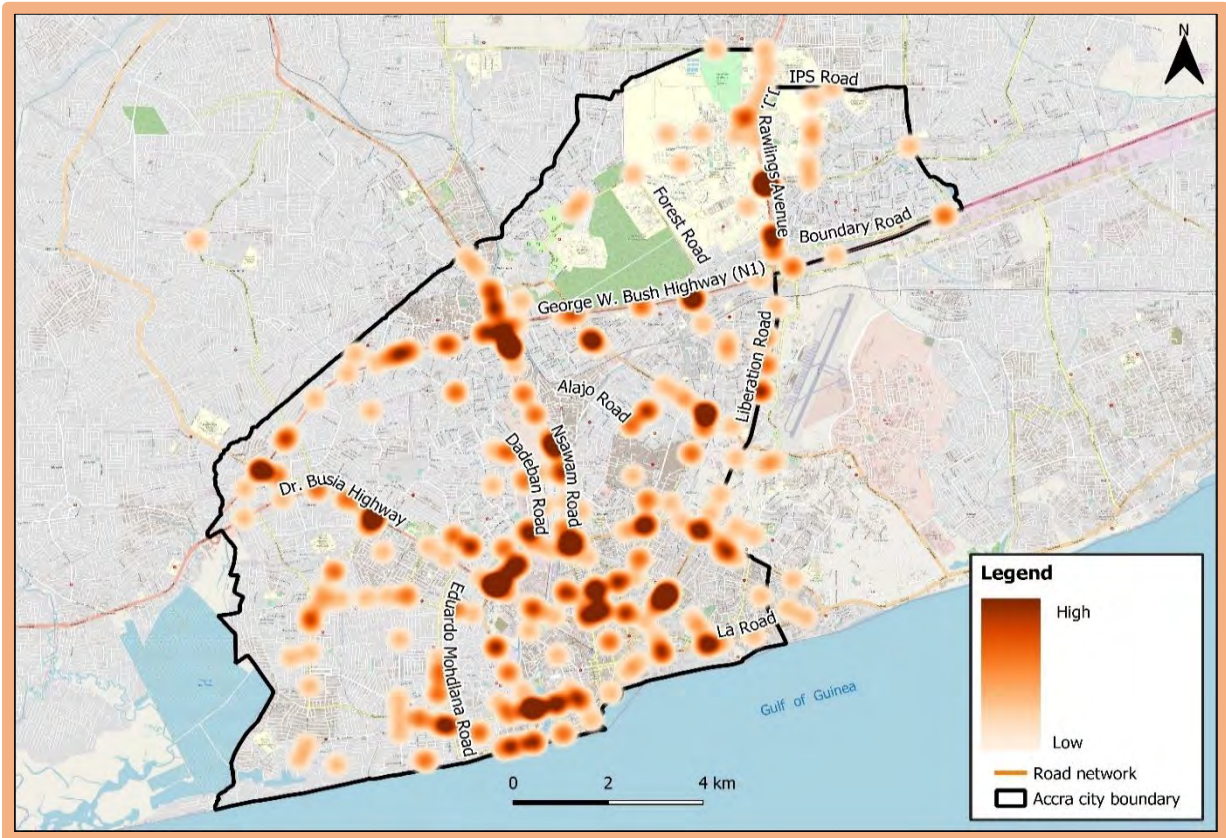 N
IPS Road
J.J. Rawlings Avenue
Forest Road
Boundary Road
George W. Bush Highway (N1)
Liberation Road
Alajo Road
Nsawam Road
Dadeban Road
Dr. Busia Highway
Eduardo Mohdlana Road
La Road
Gulf of Guinea
Legend
High
Low
Road network
Accra city boundary
0 2 4 km